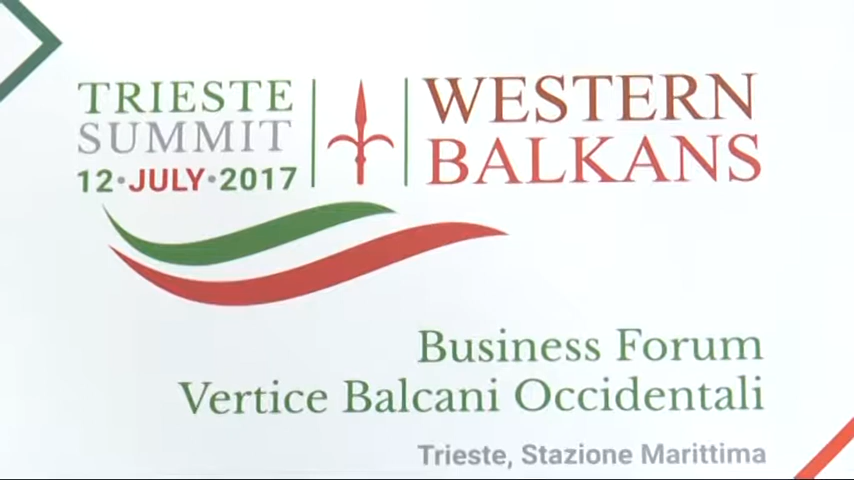 TRIESTE
SUMMIT
12•JULY•2017
WESTERN
BALKANS
Business Forum
Vertice Balcani Occidentali
Trieste, Stazione Marittima